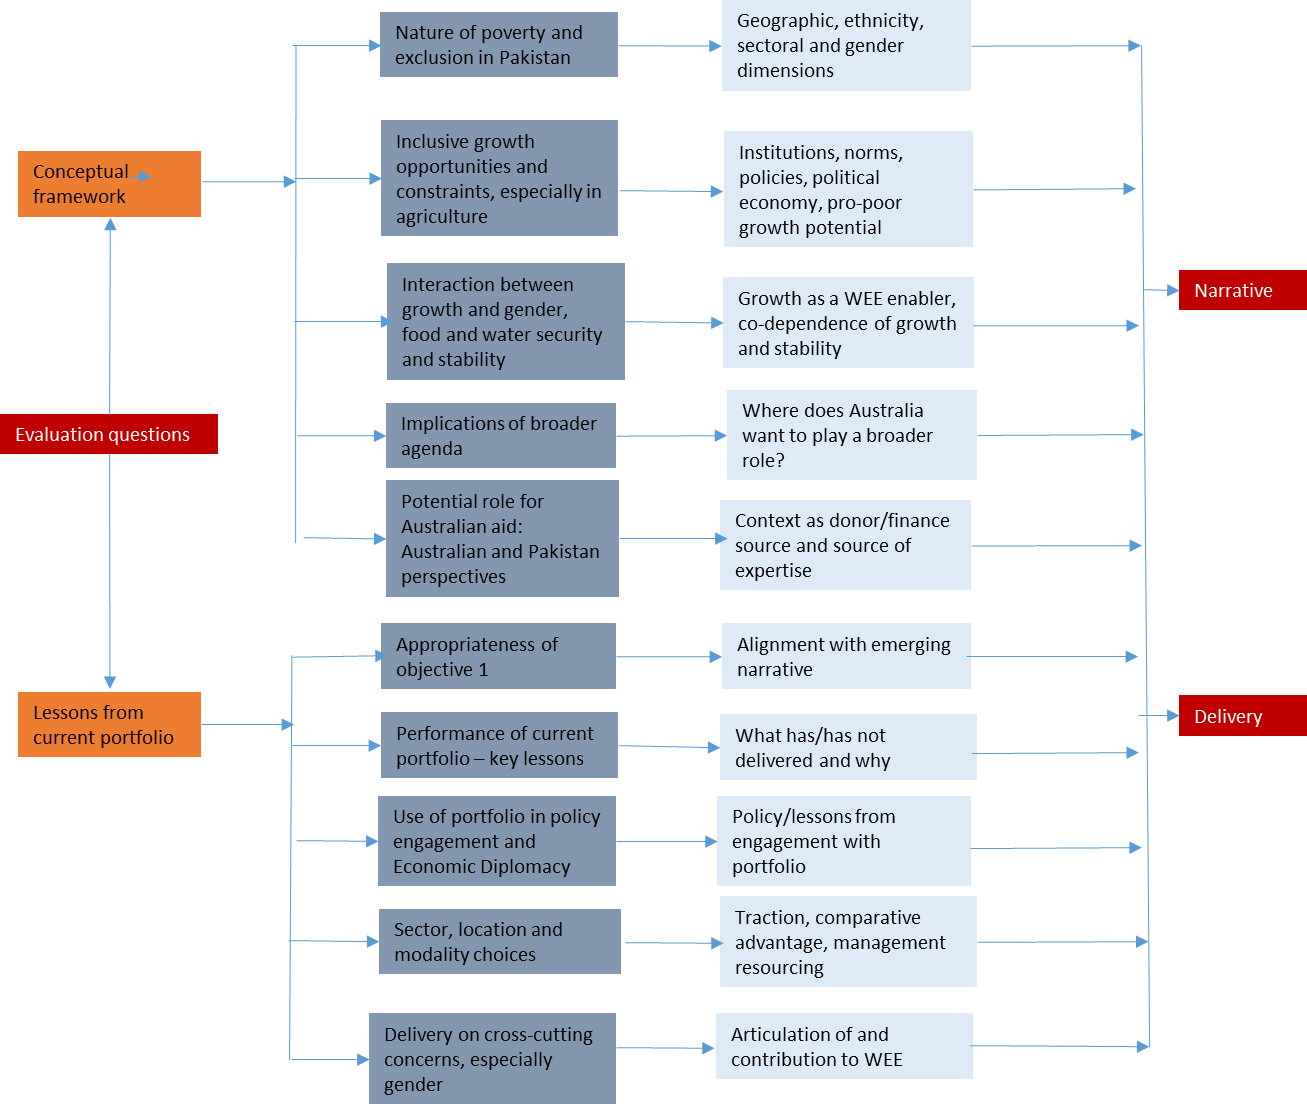 Evaluation questions
Conceptual
framework
Nature of poverty and
exclusion in Pakistan
Geographic, ethnicity,
sectoral and gender
dimensions
Inclusive growth
opportunities and
constraints, especially in
agriculture
Institutions, norms,
policies, political
economy, pro-poor
growth potential
Interaction between
growth and gender,
food and water security
and stability
Growth as a WEE enabler,
co-dependence of growth
and stability
Implications of broader
agenda
Where does Australia
want to play a broader
role?
Potential role for
Australian aid:
Australian and Pakistan
perspectives
Context as donor/finance
source and source of
expertise
Lessons from
current portfolio
Appropriateness of
objective 1
Alignment with emerging
narrative
Performance of current
portfolio – key lessons
What has/has not
delivered and why
Use of portfolio in policy
engagement and
Economic Diplomacy
Policy/lessons from
engagement with
portfolio
Sector, location and
modality choices
Traction, comparative
advantage, management
resourcing
Delivery on cross-cutting
concerns, especially
gender
Articulation of and
contribution to WEE
Narrative
Delivery